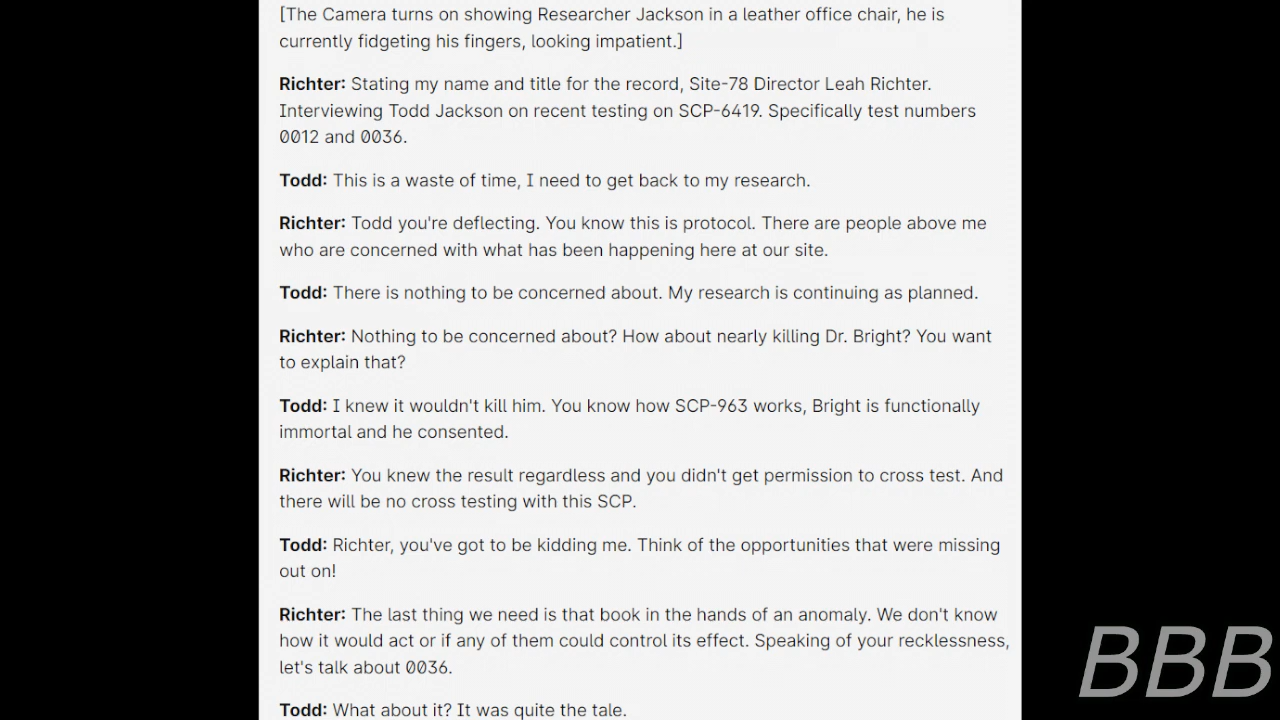 [The Camera turns on showing Researcher Jackson in a leather office chair, he is
currently fidgeting his fingers, looking impatient.]
Richter: Stating my name and title for the record, Site-78 Director Leah Richter.
Interviewing Todd Jackson on recent testing on SCP-6419. Specifically test numbers
0012 and 0036.
Todd: This is a waste of time, I need to get back to my research.
Richter: Todd you're deflecting. You know this is protocol. There are people above me
who are concerned with what has been happening here at our site.
Todd: There is nothing to be concerned about. My research is continuing as planned.
Richter: Nothing to be concerned about? How about nearly killing Dr. Bright? You want
to explain that?
Todd: I knew it wouldn't kill him. You know how SCP-963 works, Bright is functionally
immortal and he consented.
Richter: You knew the result regardless and you didn't get permission to cross test. And
there will be no cross testing with this SCP.
Todd: Richter, you've got to be kidding me. Think of the opportunities that were missing
out on!
Richter: The last thing we need is that book in the hands of an anomaly. We don't know
how it would act or if any of them could control its effect. Speaking of your recklessness,
let's talk about 0036.
Todd: What about it? It was quite the tale.
BBB